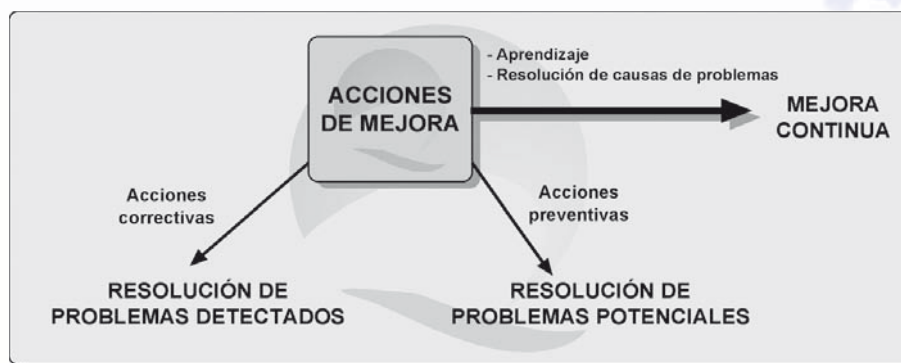 - Aprendizaje
- Resolución de causas de problemas
ACCIONES
DE MEJORA
MEJORA
CONTINUA
Acciones
correctivas
Acciones
preventivas
RESOLUCIÓN DE
PROBLEMAS DETECTADOS
RESOLUCIÓN DE
PROBLEMAS POTENCIALES